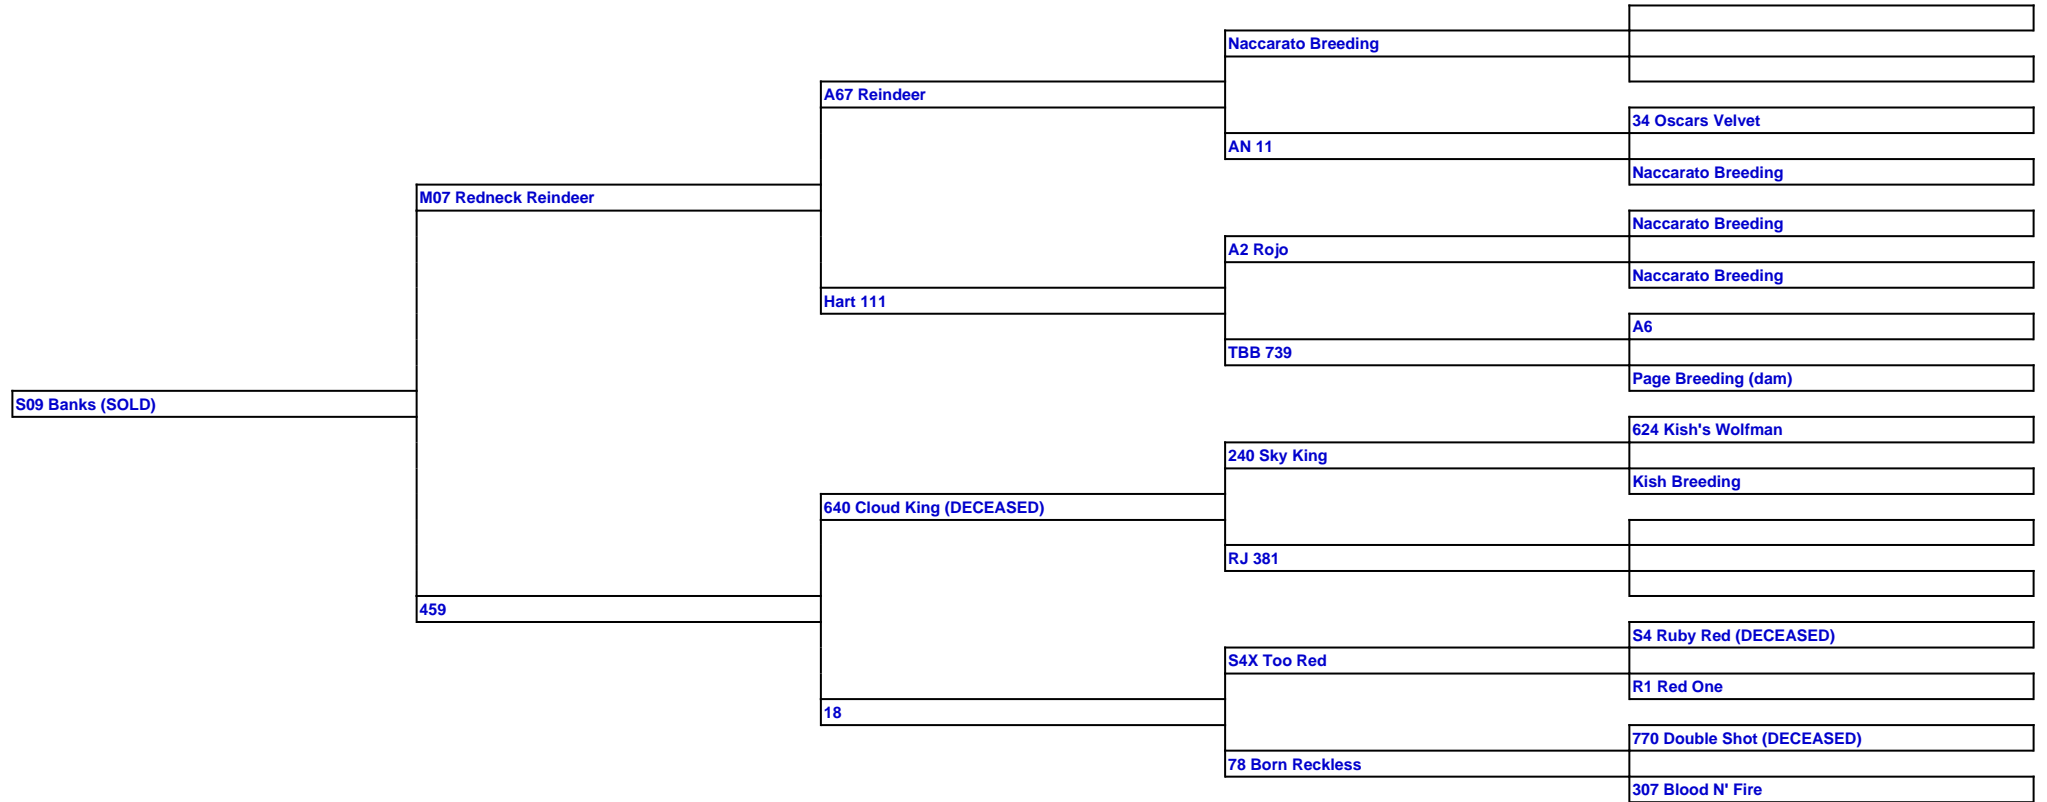 Naccarato Breeding
A67 Reindeer
34 Oscars Velvet
AN 11
Naccarato Breeding
M07 Redneck Reindeer
Naccarato Breeding
A2 Rojo
Naccarato Breeding
Hart 111
A6
TBB 739
Page Breeding (dam)
S09 Banks (SOLD)
624 Kish's Wolfman
240 Sky King
Kish Breeding
640 Cloud King (DECEASED)
RJ 381
459
S4 Ruby Red (DECEASED)
S4X Too Red
R1 Red One
18
770 Double Shot (DECEASED)
78 Born Reckless
307 Blood N' Fire